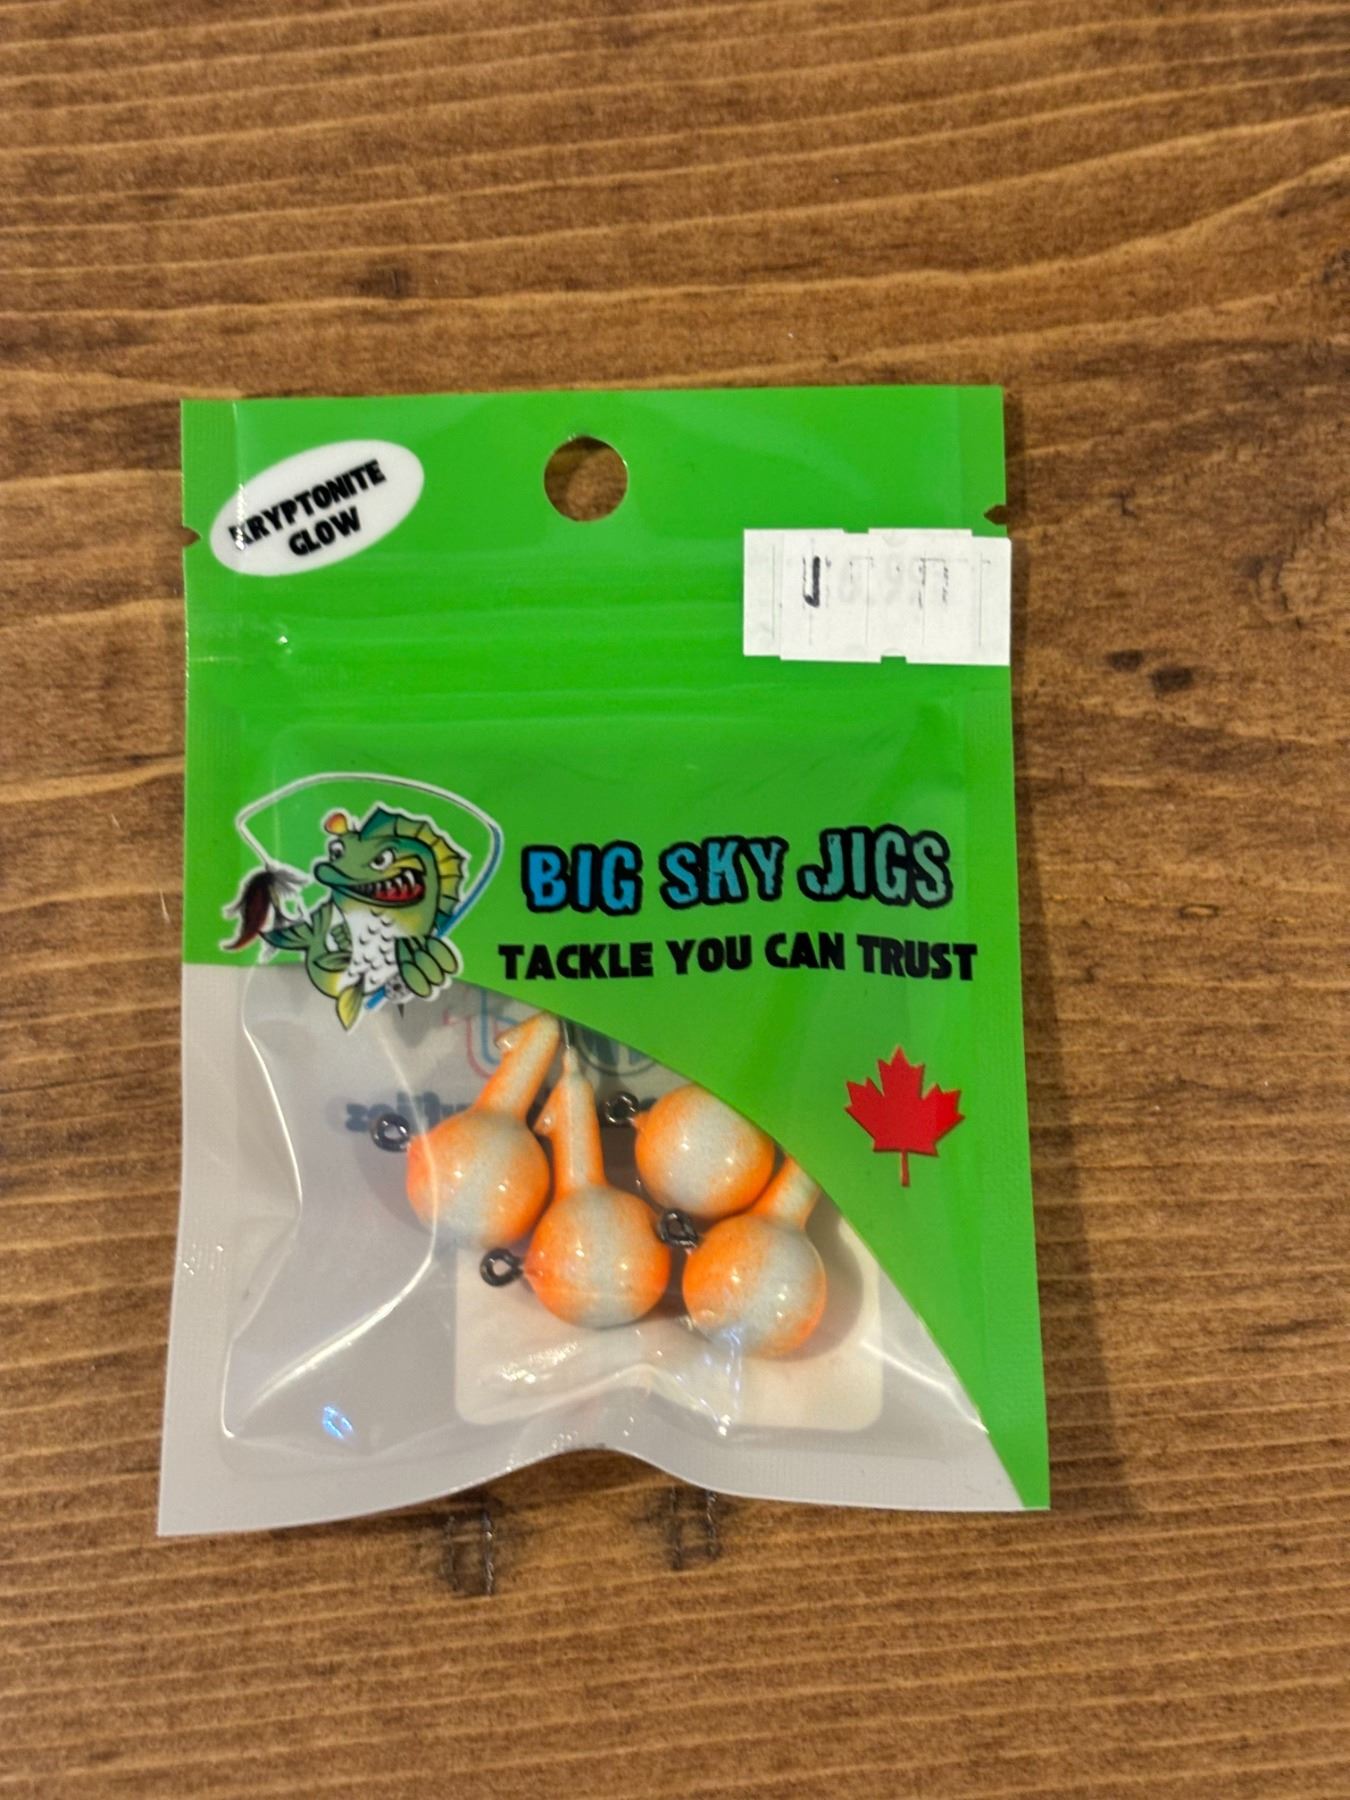 KRYPTONITE
GLOW
BIG SKY JIGS
TACKLE YOU CAN TRUST